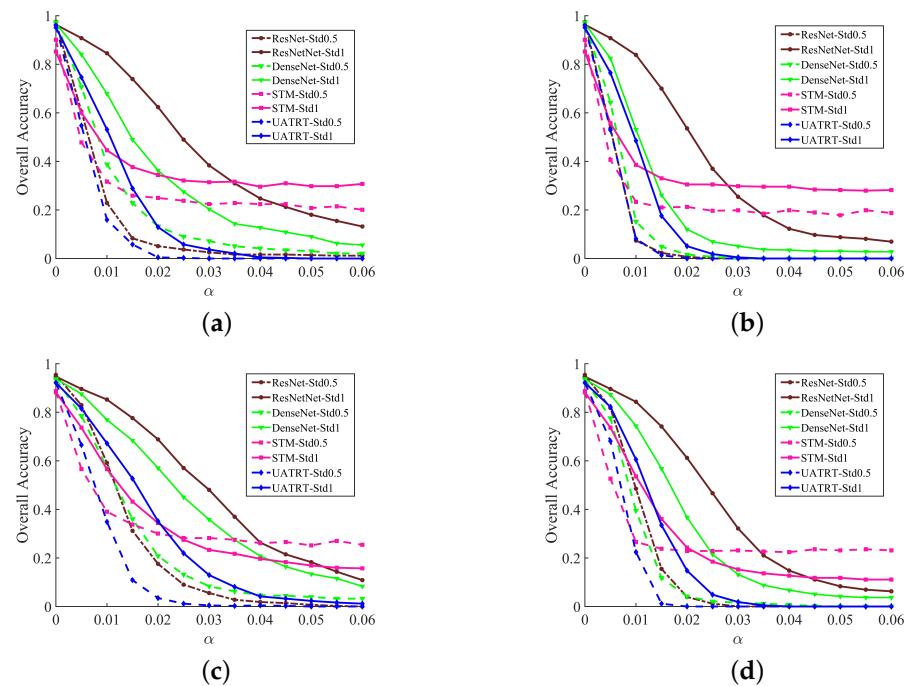 1
0.8
0.6
0.4
0.2
0
Overall Accuracy
0 0.01 0.02 0.03 0.04 0.05 0.06
α
ResNet-Std0.5
ResNetNet-Std1
DenseNet-Std0.5
DenseNet-Std1
STM-Std0.5
STM-Std1
UATRT-Std0.5
UATRT-Std1
(a)
1
0.8
0.6
0.4
0.2
0
Overall Accuracy
0 0.01 0.02 0.03 0.04 0.05 0.06
α
ResNet-Std0.5
ResNetNet-Std1
DenseNet-Std0.5
DenseNet-Std1
STM-Std0.5
STM-Std1
UATRT-Std0.5
UATRT-Std1
(b)
1
0.8
0.6
0.4
0.2
0
Overall Accuracy
0 0.01 0.02 0.03 0.04 0.05 0.06
α
ResNet-Std0.5
ResNetNet-Std1
DenseNet-Std0.5
DenseNet-Std1
STM-Std0.5
STM-Std1
UATRT-Std0.5
UATRT-Std1
(c)
1
0.8
0.6
0.4
0.2
0
Overall Accuracy
0 0.01 0.02 0.03 0.04 0.05 0.06
α
ResNet-Std0.5
ResNetNet-Std1
DenseNet-Std0.5
DenseNet-Std1
STM-Std0.5
STM-Std1
UATRT-Std0.5
UATRT-Std1
(d)